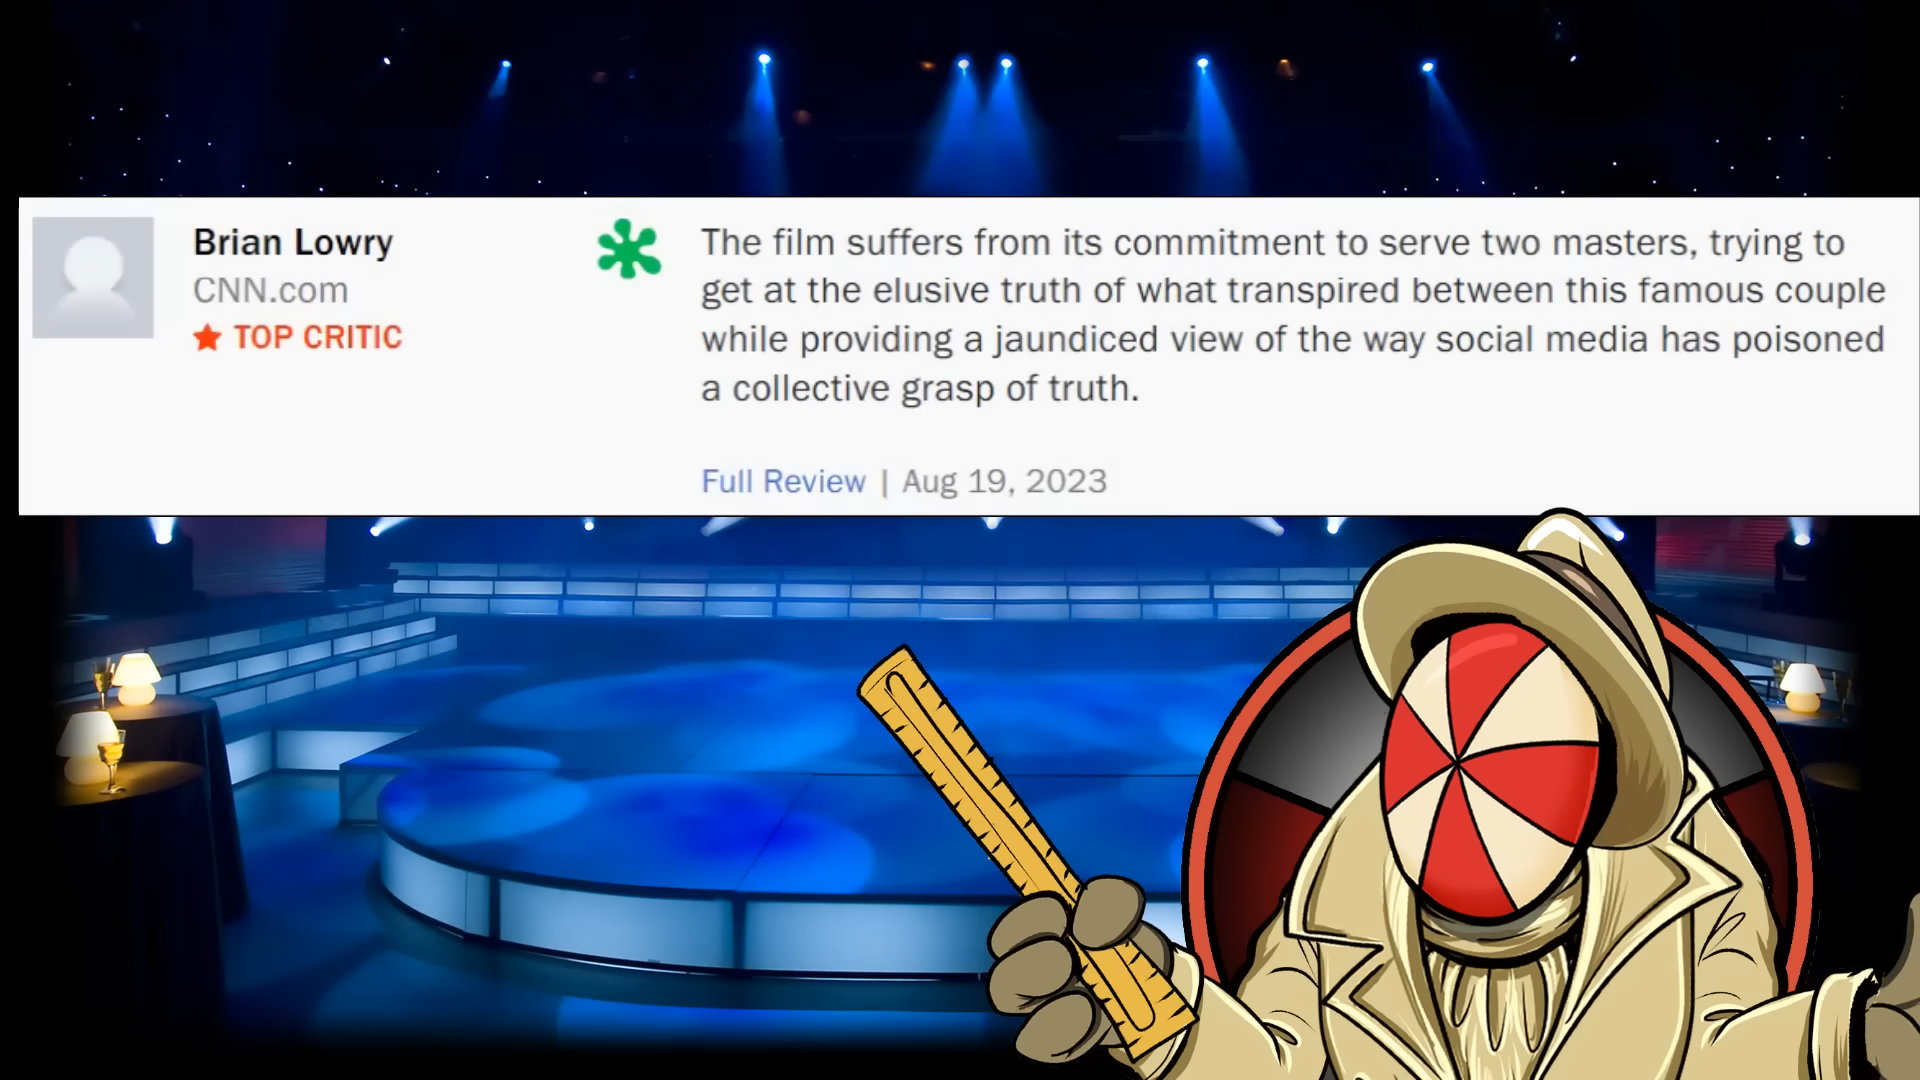 Brian Lowry
CNN.com
TOP CRITIC
The film suffers from its commitment to serve two masters, trying to
get at the elusive truth of what transpired between this famous couple
while providing a jaundiced view of the way social media has poisoned
a collective grasp of truth.
Full Review | Aug 19, 2023